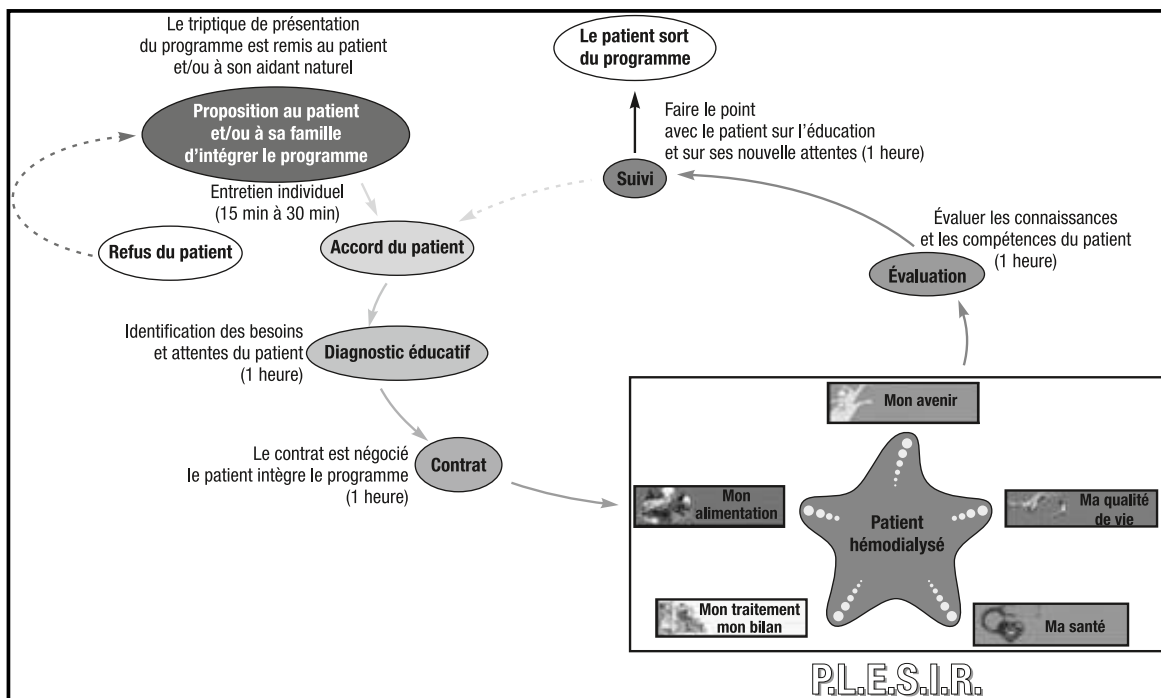 Le triptique de présentation
du programme est remis au patient
et/ou à son aidant naturel
Proposition au patient
et/ou à sa famille
d'intégrer le programme
Entretien individuel
(15 min à 30 min)
Refus du patient
Accord du patient
Identification des besoins
et attentes du patient
(1 heure)
Diagnostic éducatif
Le contrat est négocié
le patient intègre le programme
(1 heure)
Contrat
Le patient sort
du programme
Faire le point
avec le patient sur l'éducation
et sur ses nouvelle attentes (1 heure)
Suivi
Évaluer les connaissances
et les compétences du patient
(1 heure)
Évaluation
Mon avenir
Mon
alimentation
Ma qualité
de vie
Patient
hémodialysé
Mon traitement
mon bilan
Ma santé
P.L.E.S.I.R.